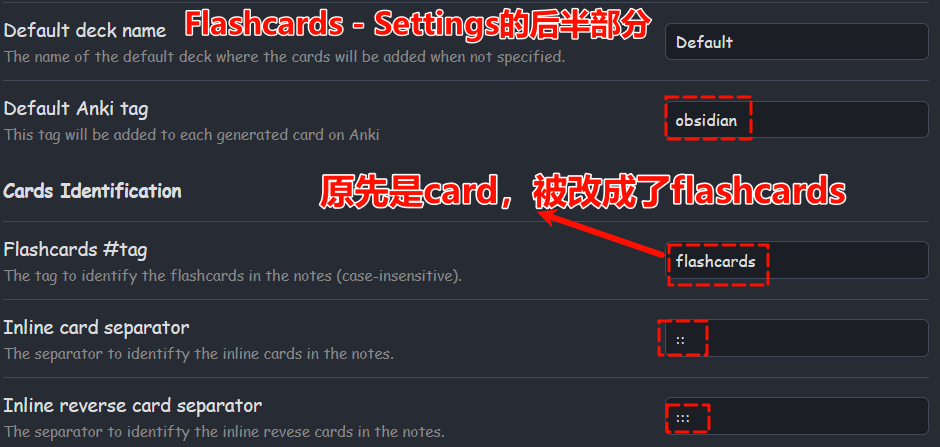 Flashcards - Settings的后半部分
Default deck name
Default
The name of the default deck where the cards will be added when not specified.
Default Anki tag
obsidian
This tag will be added to each generated card on Anki
Cards Identification
原先是card，被改成了flashcards
Flashcards #tag
flashcards
The tag to identify the flashcards in the notes (case-insensitive).
Inline card separator
::
The separator to identifty the inline cards in the notes.
Inline reverse card separator
:::
The separator to identifty the inline revese cards in the notes.